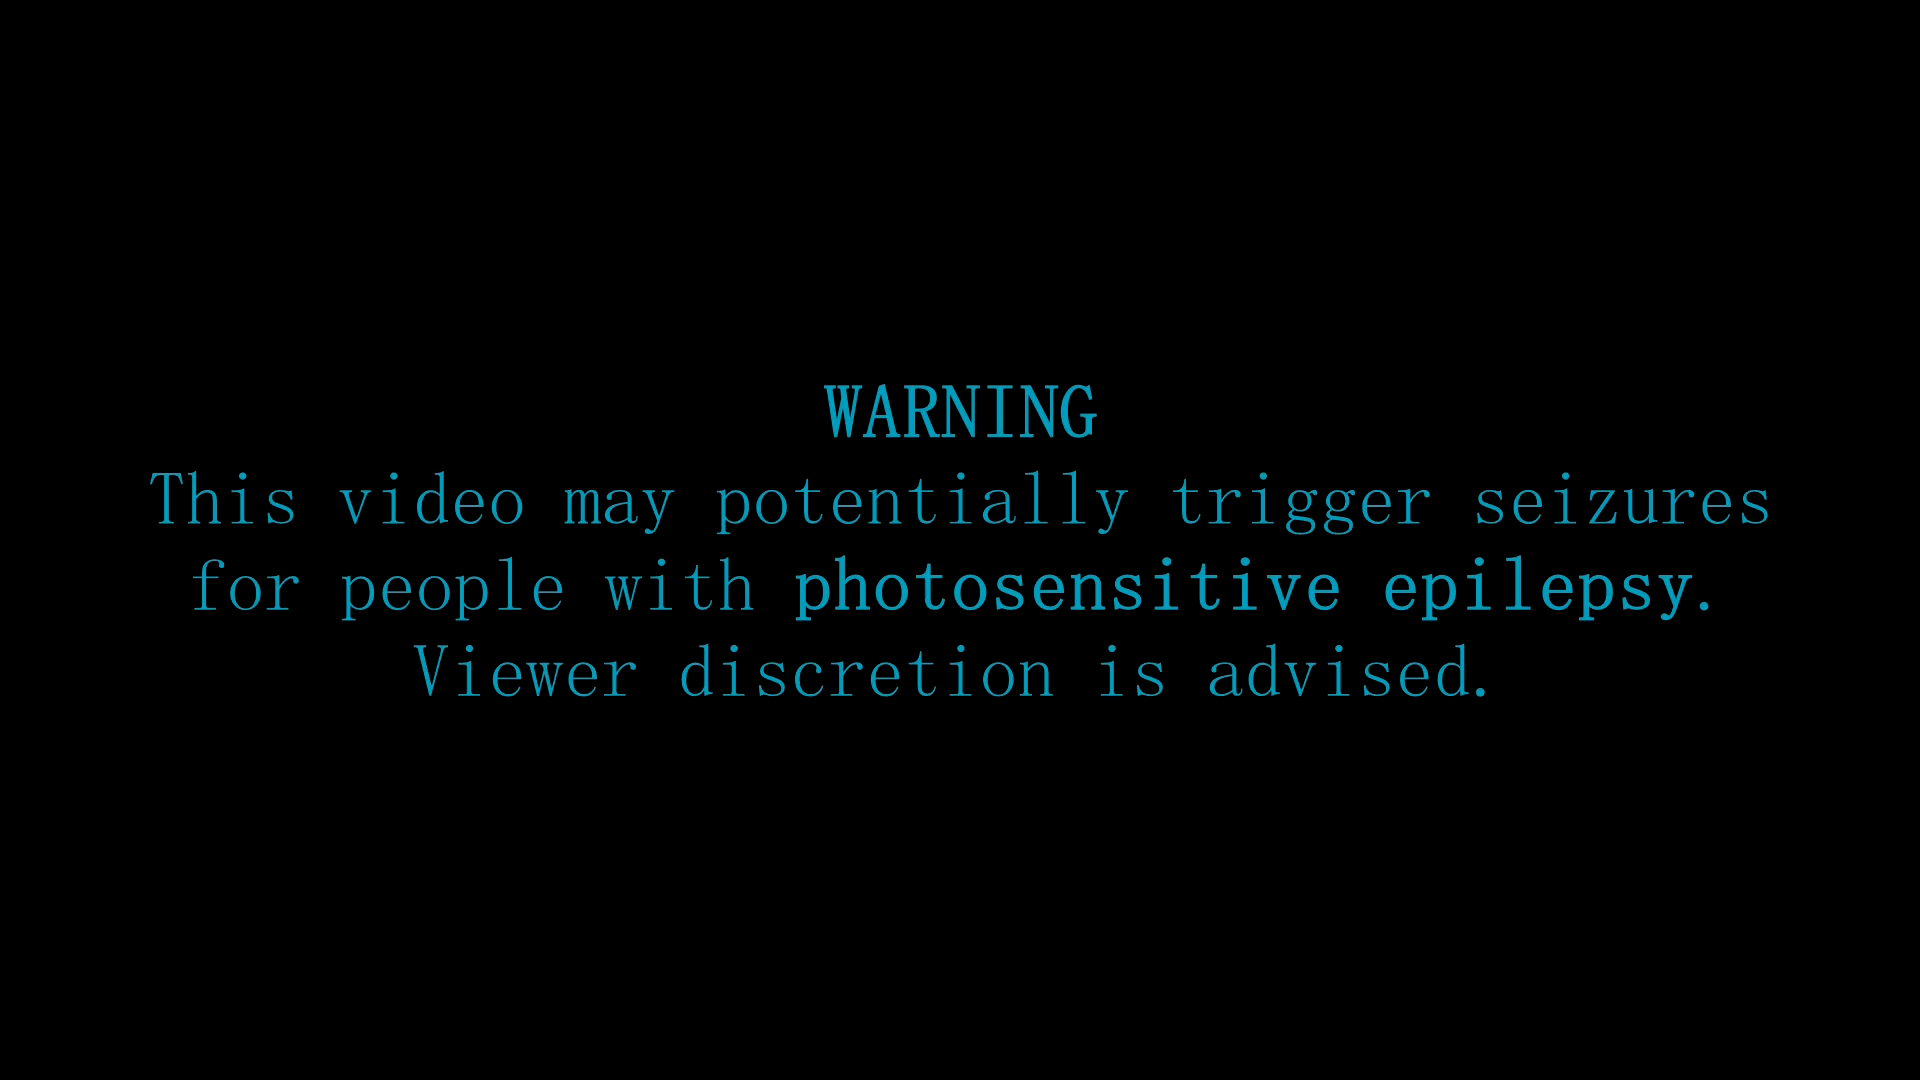 WARNING
This video may potentially trigger seizures
for people with photosensitive epilepsy.
Viewer discretion is advised.